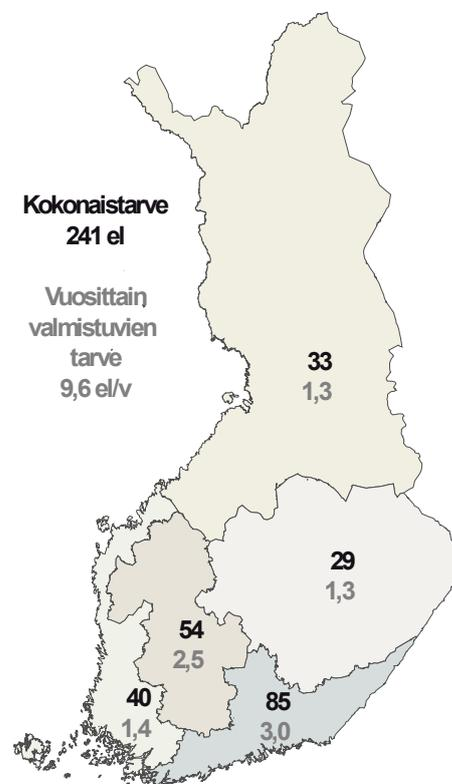 Kokonaistarve
241 el
Vuosittain
valmistuvien
tarve
9,6 el/v
33
1,3
29
1,3
54
2,5
40
1,4
85
3,0